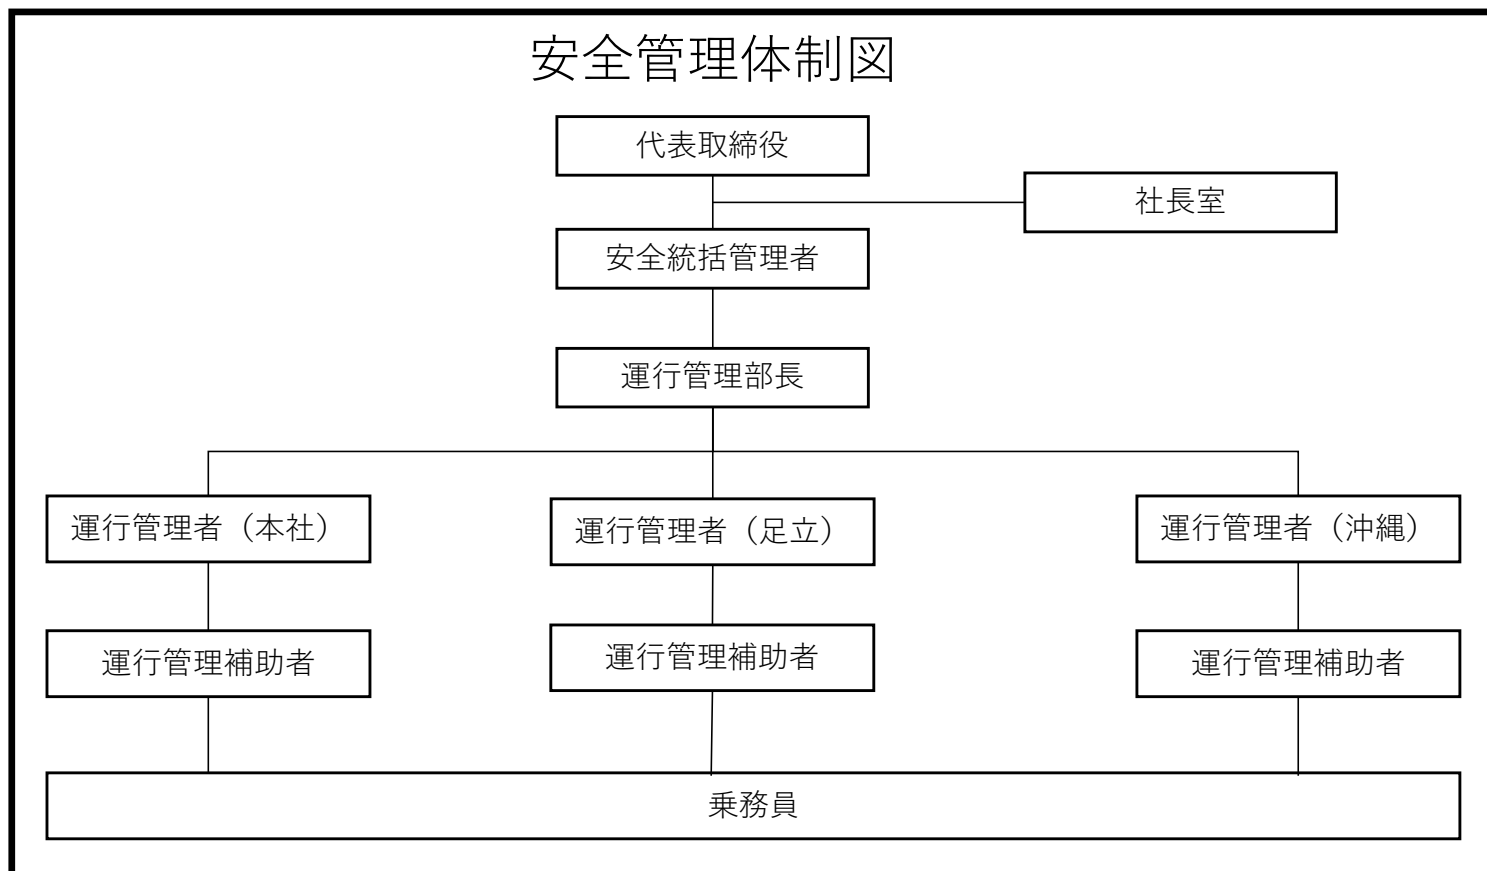 安全管理体制図
代表取締役
社長室
安全統括管理者
運行管理部長
運行管理者（本社）
運行管理者（足立）
運行管理者（沖縄）
運行管理補助者
運行管理補助者
運行管理補助者
乗務員